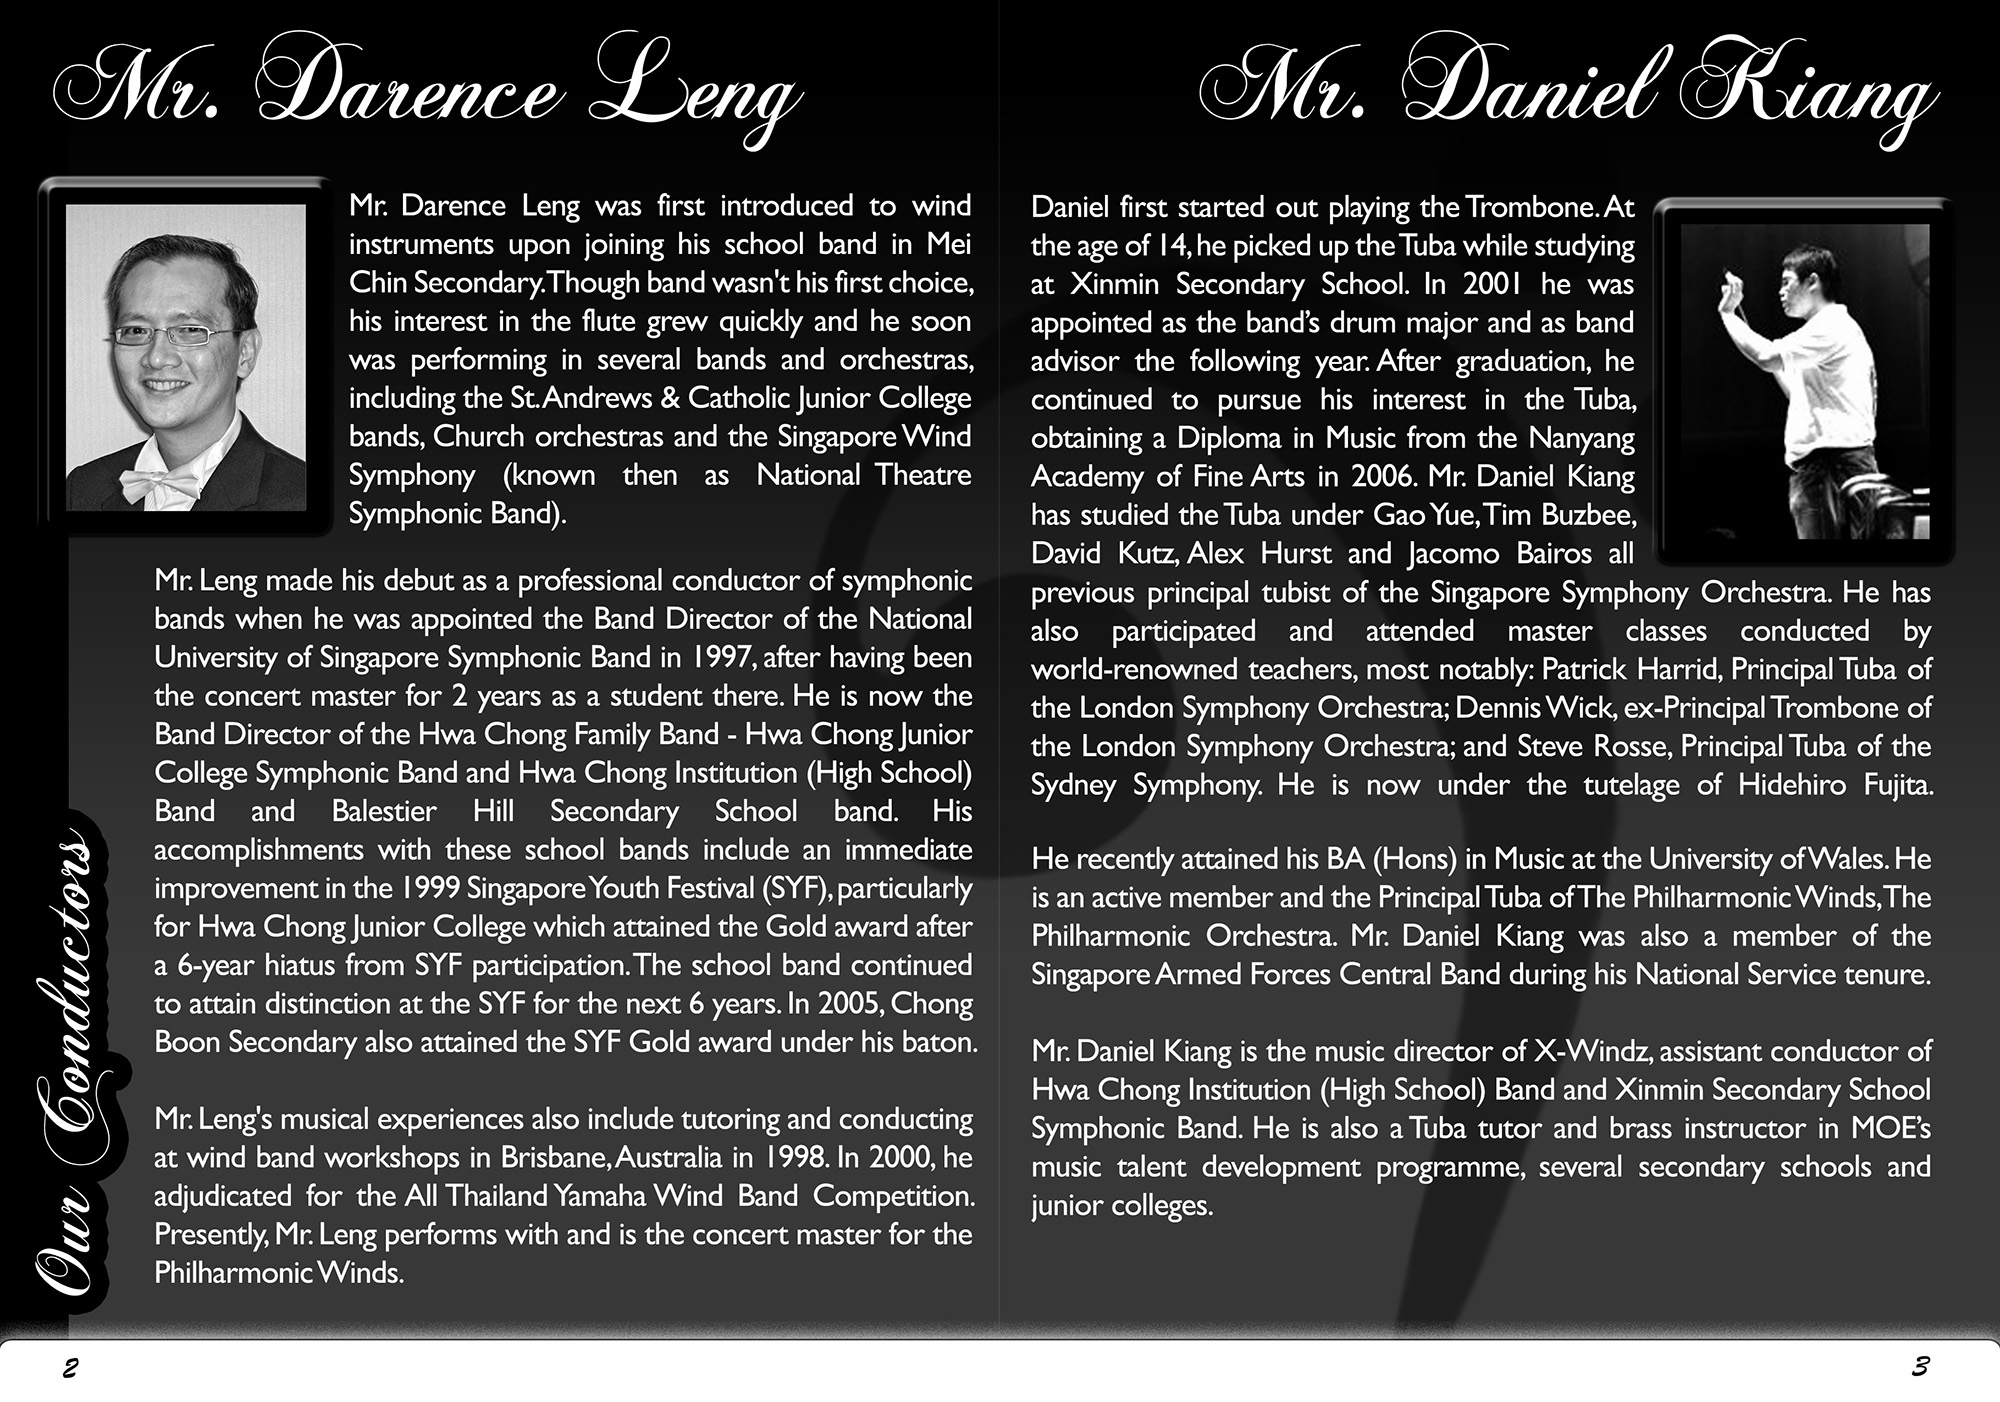 Mr. Darence Leng
Mr. Darence Leng was first introduced to wind
instruments upon joining his school band in Mei
Chin Secondary. Though band wasn't his first choice,
his interest in the flute grew quickly and he soon
was performing in several bands and orchestras,
including the St. Andrews & Catholic Junior College
bands, Church orchestras and the Singapore Wind
Symphony (known then as National Theatre
Symphonic Band).
Mr. Leng made his debut as a professional conductor of symphonic
bands when he was appointed the Band Director of the National
University of Singapore Symphonic Band in 1997, after having been
the concert master for 2 years as a student there. He is now the
Band Director of the Hwa Chong Family Band - Hwa Chong Junior
College Symphonic Band and Hwa Chong Institution (High School)
Band and Balestier Hill Secondary School band. His
accomplishments with these school bands include an immediate
improvement in the 1999 Singapore Youth Festival (SYF), particularly
for Hwa Chong Junior College which attained the Gold award after
a 6-year hiatus from SYF participation. The school band continued
to attain distinction at the SYF for the next 6 years. In 2005, Chong
Boon Secondary also attained the SYF Gold award under his baton.
Mr. Leng's musical experiences also include tutoring and conducting
at wind band workshops in Brisbane, Australia in 1998. In 2000, he
adjudicated for the All Thailand Yamaha Wind Band Competition.
Presently, Mr. Leng performs with and is the concert master for the
Philharmonic Winds.
Our Conductors
2
Mr. Daniel Kiang
Daniel first started out playing the Trombone. At
the age of 14, he picked up the Tuba while studying
at Xinmin Secondary School. In 2001 he was
appointed as the band’s drum major and as band
advisor the following year. After graduation, he
continued to pursue his interest in the Tuba,
obtaining a Diploma in Music from the Nanyang
Academy of Fine Arts in 2006. Mr. Daniel Kiang
has studied the Tuba under Gao Yue, Tim Buzbee,
David Kutz, Alex Hurst and Jacomo Bairos all
previous principal tubist of the Singapore Symphony Orchestra. He has
also participated and attended master classes conducted by
world-renowned teachers, most notably: Patrick Harrid, Principal Tuba of
the London Symphony Orchestra; Dennis Wick, ex-Principal Trombone of
the London Symphony Orchestra; and Steve Rosse, Principal Tuba of the
Sydney Symphony. He is now under the tutelage of Hidehiro Fujita.
He recently attained his BA (Hons) in Music at the University of Wales. He
is an active member and the Principal Tuba of The Philharmonic Winds, The
Philharmonic Orchestra. Mr. Daniel Kiang was also a member of the
Singapore Armed Forces Central Band during his National Service tenure.
Mr. Daniel Kiang is the music director of X-Windz, assistant conductor of
Hwa Chong Institution (High School) Band and Xinmin Secondary School
Symphonic Band. He is also a Tuba tutor and brass instructor in MOE’s
music talent development programme, several secondary schools and
junior colleges.
3